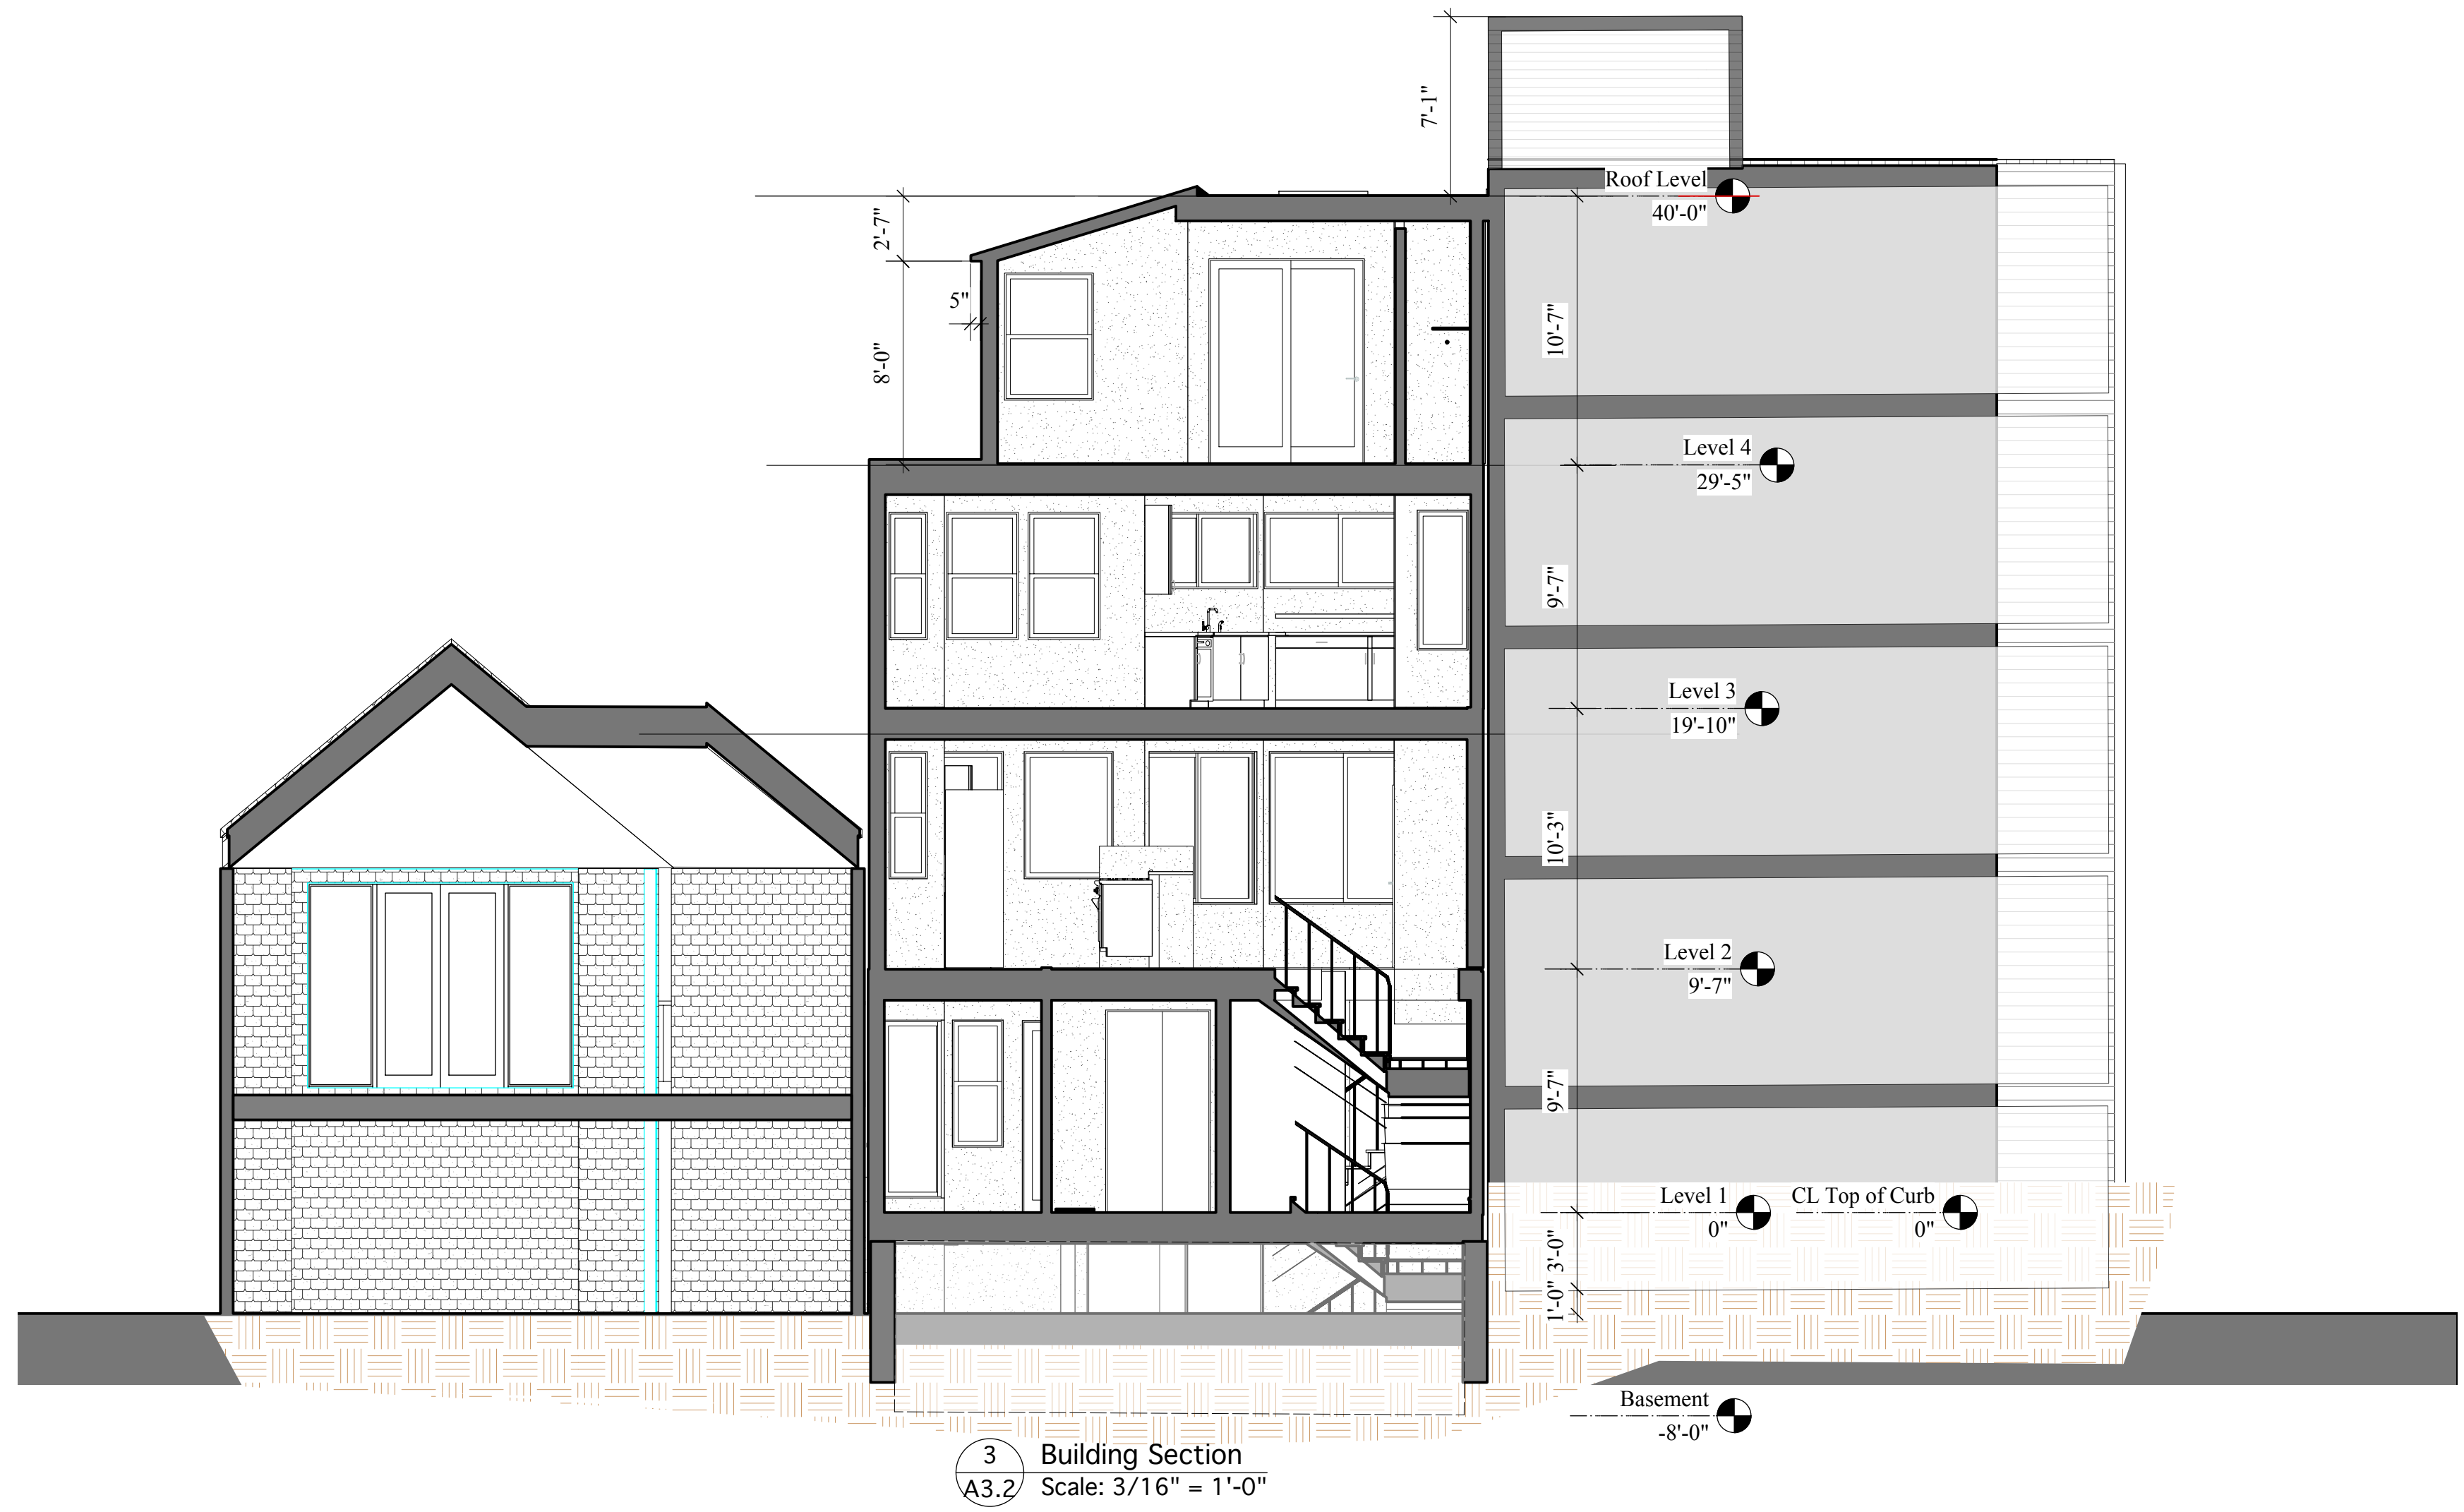 7'-1"
Roof Level
40'-0"
2'-7"
5"
8'-0"
10'-7"
Level 4
29'-5"
9'-7"
Level 3
19'-10"
10'-3"
Level 2
9'-7"
9'-7"
Level 1
0"
CL Top of Curb
0"
3'-0"
1'-0"
Basement
-8'-0"
3
A3.2
Building Section
Scale: 3/16" = 1'-0"